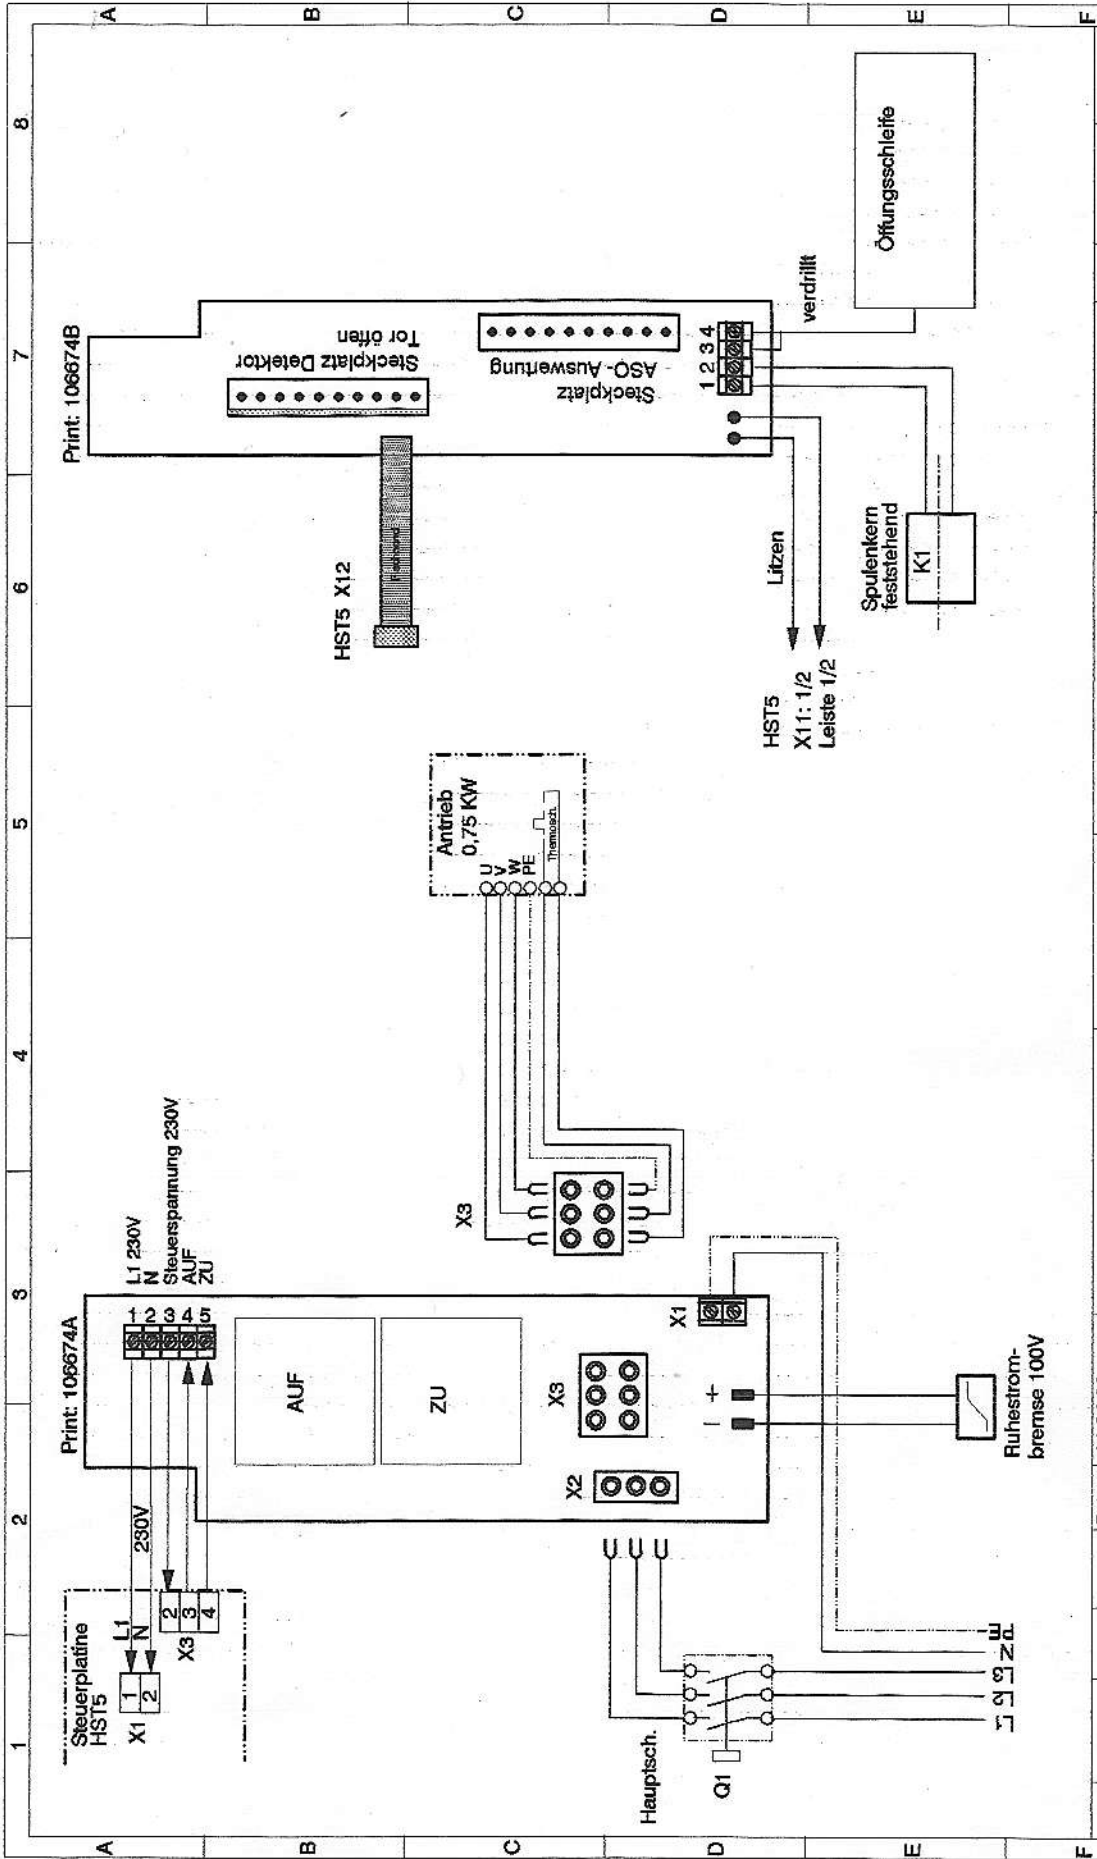 1 2 3 4 5 6 7 8
A
B
C
D
E
F
A
B
C
D
E
F
Steuerplatine
HST5
X1
1
2
L1
N
230V
X3
2
3
4
Print: 106674A
1
2
3
4
5
L1 230V
N
Steuerspannung 230V
AUF
ZU
AUF
ZU
X2
X3
X1
- +
Hauptsch.
Q1
L1
L2
L3
N
PE
Ruhestrom-
bremse 100V
X3
Antrieb
0,75 KW
U
V
W
PE
Thermosch.
HST5 X12
Flachband
Print: 106674B
Steckplatz Detektor
Tor öffen
Steckplatz
ASO-Auswertung
1 2 3 4
verdrillt
Litzen
HST5
X11: 1/2
Leiste 1/2
Spulenkern
feststehend
K1
Öffungsschleife